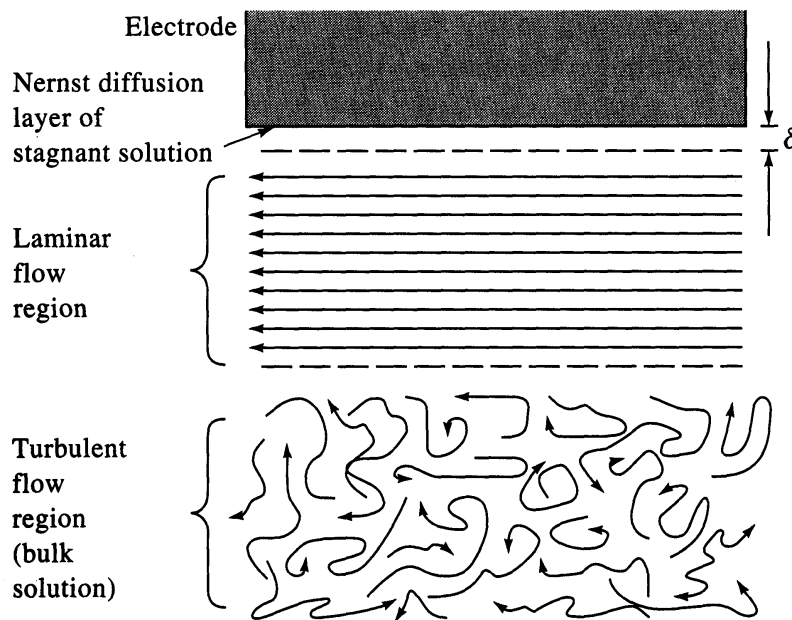 Electrode
Nernst diffusion
layer of
stagnant solution
δ
Laminar
flow
region
Turbulent
flow
region
(bulk
solution)